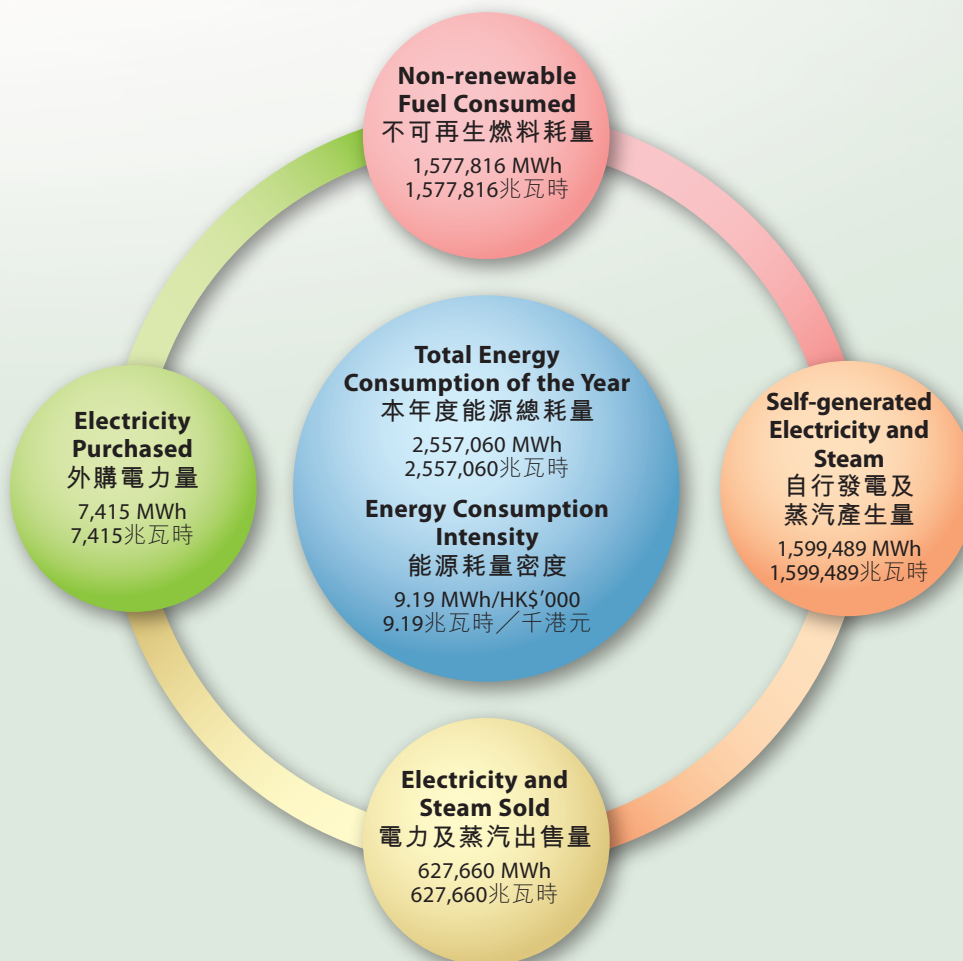 Non-renewable
Fuel Consumed
不可再生燃料耗量
1,577,816 MWh
1,577,816兆瓦時
Total Energy
Consumption of the Year
本年度能源總耗量
2,557,060 MWh
2,557,060兆瓦時
Energy Consumption
Intensity
能源耗量密度
9.19 MWh/HK$'000
9.19兆瓦時／千港元
Electricity
Purchased
外購電力量
7,415 MWh
7,415兆瓦時
Self-generated
Electricity and
Steam
自行發電及
蒸汽產生量
1,599,489 MWh
1,599,489兆瓦時
Electricity and
Steam Sold
電力及蒸汽出售量
627,660 MWh
627,660兆瓦時